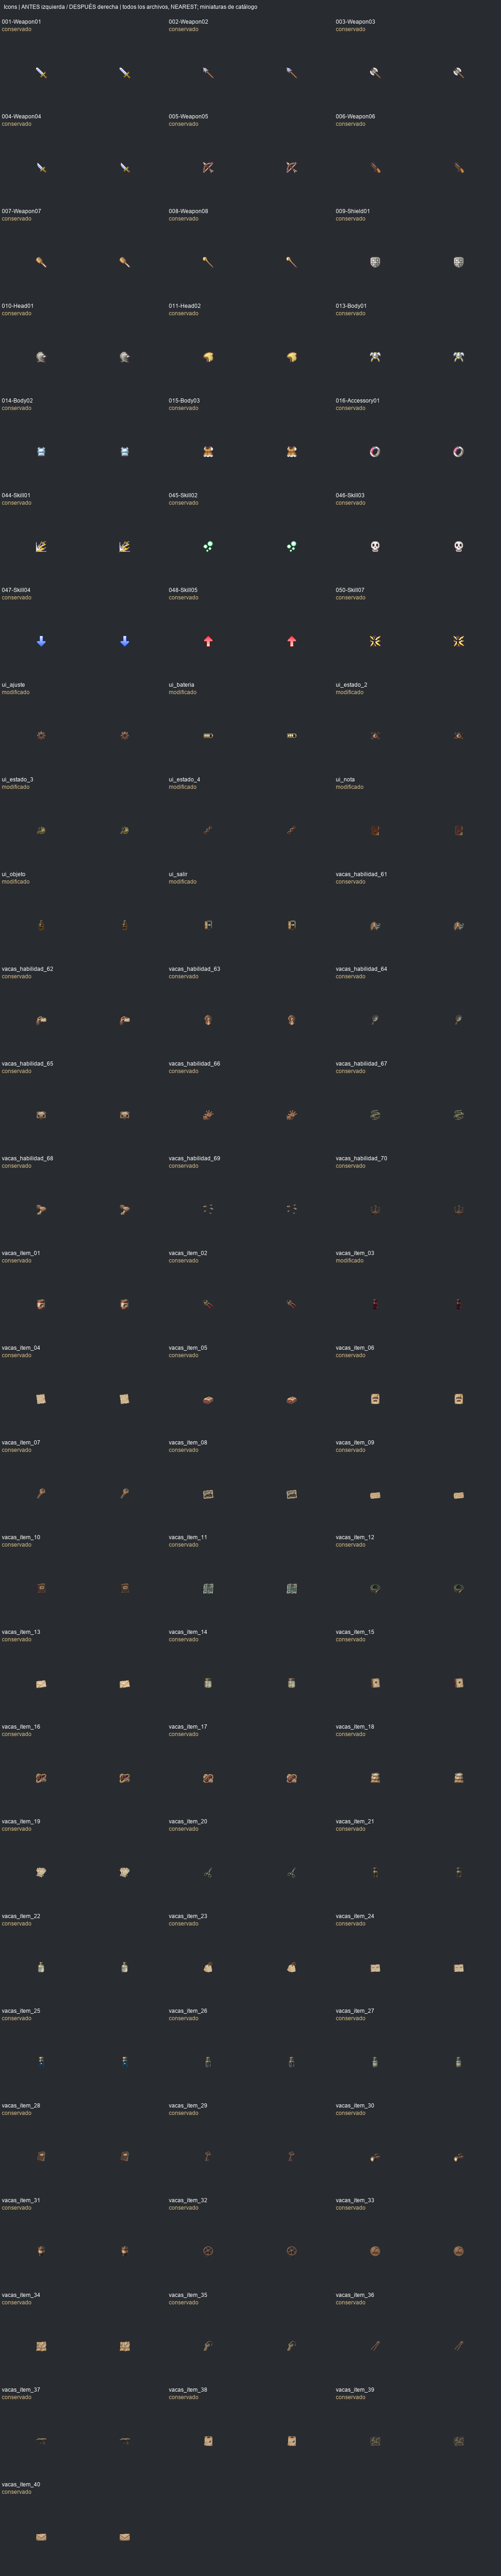 Icons | ANTES izquierda / DESPUÉS derecha | todos los archivos, NEAREST; miniaturas de catálogo
001-Weapon01
conservado
002-Weapon02
conservado
003-Weapon03
conservado
004-Weapon04
conservado
005-Weapon05
conservado
006-Weapon06
conservado
007-Weapon07
conservado
008-Weapon08
conservado
009-Shield01
conservado
010-Head01
conservado
011-Head02
conservado
013-Body01
conservado
014-Body02
conservado
015-Body03
conservado
016-Accessory01
conservado
044-Skill01
conservado
045-Skill02
conservado
046-Skill03
conservado
047-Skill04
conservado
048-Skill05
conservado
050-Skill07
conservado
ui_ajuste
modificado
ui_bateria
modificado
ui_estado_2
modificado
ui_estado_3
modificado
ui_estado_4
modificado
ui_nota
modificado
ui_objeto
modificado
ui_salir
modificado
vacas_habilidad_61
conservado
vacas_habilidad_62
conservado
vacas_habilidad_63
conservado
vacas_habilidad_64
conservado
vacas_habilidad_65
conservado
vacas_habilidad_66
conservado
vacas_habilidad_67
conservado
vacas_habilidad_68
conservado
vacas_habilidad_69
conservado
vacas_habilidad_70
conservado
vacas_item_01
conservado
vacas_item_02
conservado
vacas_item_03
modificado
vacas_item_04
conservado
vacas_item_05
conservado
vacas_item_06
conservado
vacas_item_07
conservado
vacas_item_08
conservado
vacas_item_09
conservado
vacas_item_10
conservado
vacas_item_11
conservado
vacas_item_12
conservado
vacas_item_13
conservado
vacas_item_14
conservado
vacas_item_15
conservado
vacas_item_16
conservado
vacas_item_17
conservado
vacas_item_18
conservado
vacas_item_19
conservado
vacas_item_20
conservado
vacas_item_21
conservado
vacas_item_22
conservado
vacas_item_23
conservado
vacas_item_24
conservado
vacas_item_25
conservado
vacas_item_26
conservado
vacas_item_27
conservado
vacas_item_28
conservado
vacas_item_29
conservado
vacas_item_30
conservado
vacas_item_31
conservado
vacas_item_32
conservado
vacas_item_33
conservado
vacas_item_34
conservado
vacas_item_35
conservado
vacas_item_36
conservado
vacas_item_37
conservado
vacas_item_38
conservado
vacas_item_39
conservado
vacas_item_40
conservado